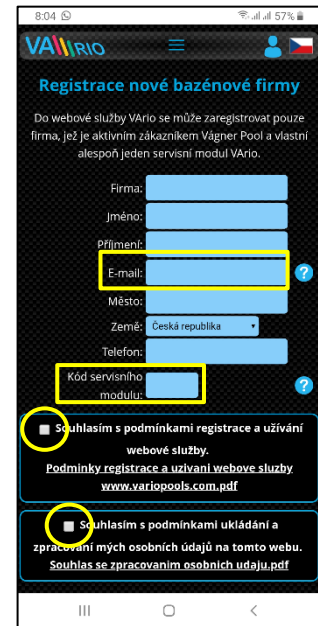 8:04 57%
VArio
Registrace nové bazénové firmy
Do webové služby VArio se může zaregistrovat pouze
firma, jež je aktivním zákazníkem Vágner Pool a vlastní
alespoň jeden servisní modul VArio.
Firma:
Jméno:
Příjmení:
E-mail: ?
Město:
Země: Česká republika
Telefon:
Kód servisního
modulu: ?
Souhlasím s podmínkami registrace a užívání
webové služby.
Podminky registrace a uzivani webove sluzby
www.variopools.com.pdf
Souhlasím s podmínkami ukládání a
zpracování mých osobních údajů na tomto webu.
Souhlas se zpracovanim osobnich udaju.pdf